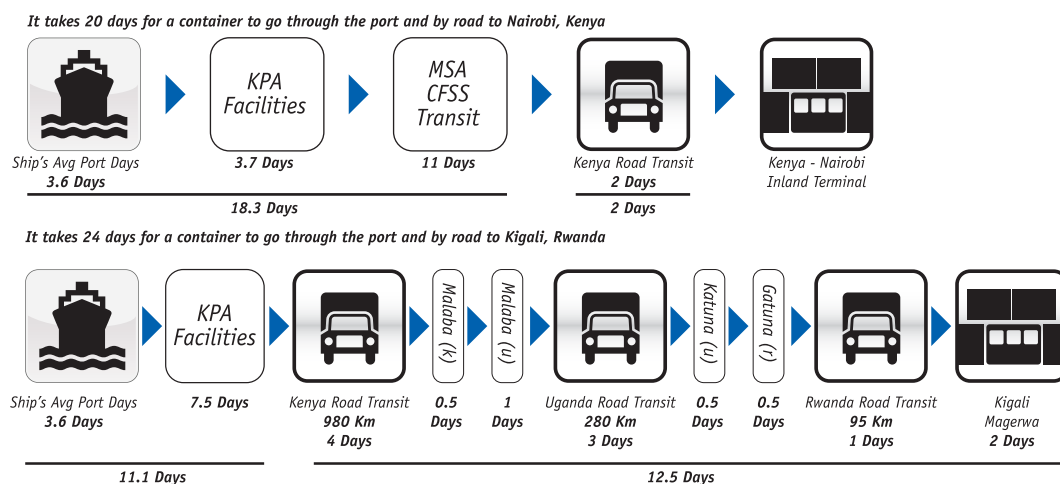 It takes 20 days for a container to go through the port and by road to Nairobi, Kenya
KPA
Facilities
MSA
CFSS
Transit
Ship's Avg Port Days
3.6 Days
3.7 Days
11 Days
Kenya Road Transit
2 Days
Kenya - Nairobi
Inland Terminal
18.3 Days
2 Days
It takes 24 days for a container to go through the port and by road to Kigali, Rwanda
KPA
Facilities
Malaba (k)
Malaba (u)
Katuna (u)
Gatuna (r)
Ship's Avg Port Days
3.6 Days
7.5 Days
Kenya Road Transit
980 Km
4 Days
0.5
Days
1
Days
Uganda Road Transit
280 Km
3 Days
0.5
Days
0.5
Days
Rwanda Road Transit
95 Km
1 Days
Kigali
Magerwa
2 Days
11.1 Days
12.5 Days